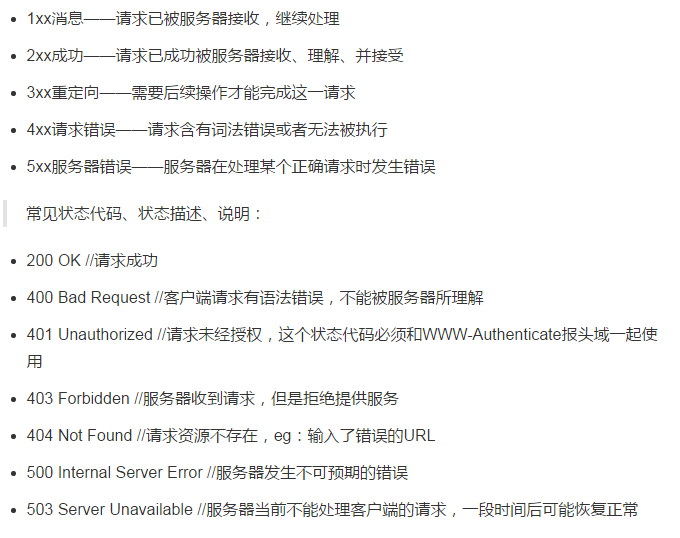 1xx消息——请求已被服务器接收，继续处理
2xx成功——请求已成功被服务器接收、理解、并接受
3xx重定向——需要后续操作才能完成这一请求
4xx请求错误——请求含有词法错误或者无法被执行
5xx服务器错误——服务器在处理某个正确请求时发生错误
常见状态代码、状态描述、说明：
200 OK //请求成功
400 Bad Request //客户端请求有语法错误，不能被服务器所理解
401 Unauthorized //请求未经授权，这个状态代码必须和WWW-Authenticate报头域一起使
用
403 Forbidden //服务器收到请求，但是拒绝提供服务
404 Not Found //请求资源不存在，eg：输入了错误的URL
500 Internal Server Error //服务器发生不可预期的错误
503 Server Unavailable //服务器当前不能处理客户端的请求，一段时间后可能恢复正常